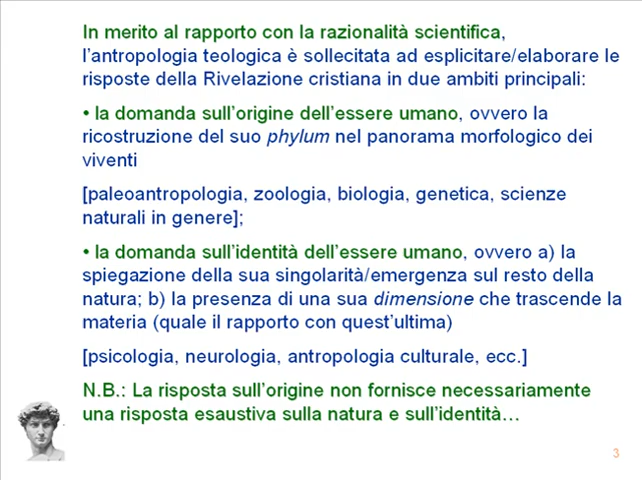 In merito al rapporto con la razionalità scientifica,
l'antropologia teologica è sollecitata ad esplicitare/elaborare le
risposte della Rivelazione cristiana in due ambiti principali:
• la domanda sull'origine dell'essere umano, ovvero la
ricostruzione del suo phylum nel panorama morfologico dei
viventi
[paleoantropologia, zoologia, biologia, genetica, scienze
naturali in genere];
• la domanda sull'identità dell'essere umano, ovvero a) la
spiegazione della sua singolarità/emergenza sul resto della
natura; b) la presenza di una sua dimensione che trascende la
materia (quale il rapporto con quest'ultima)
[psicologia, neurologia, antropologia culturale, ecc.]
N.B.: La risposta sull'origine non fornisce necessariamente
una risposta esaustiva sulla natura e sull'identità…
3